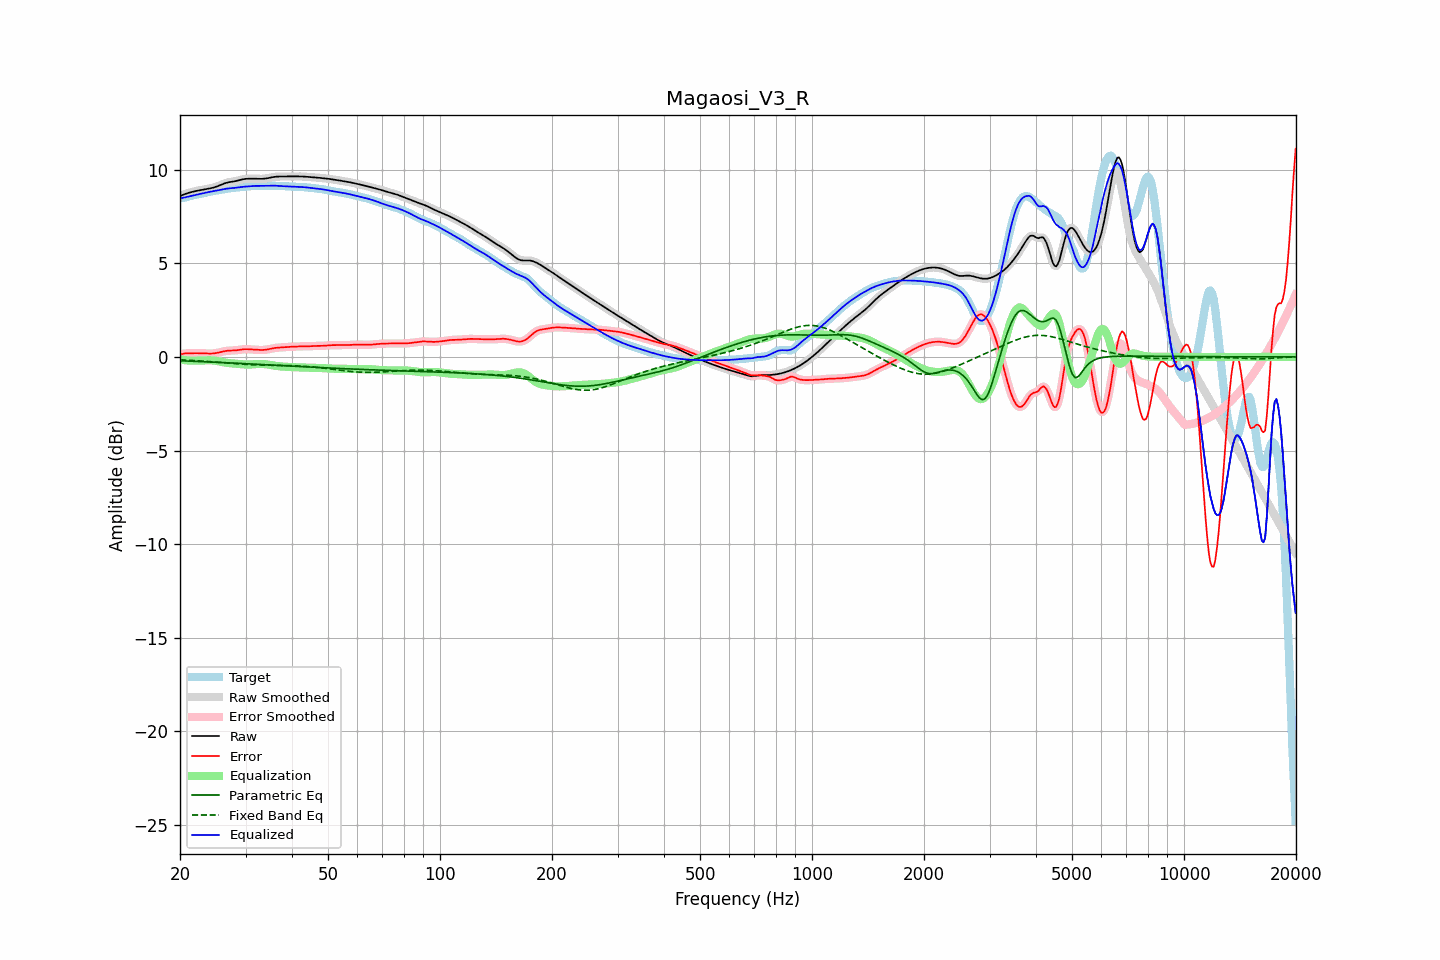 Magaosi_V3_R
10
5
0
−5
−10
−15
−20
−25
Amplitude (dBr)
Target
Raw Smoothed
Error Smoothed
Raw
Error
Equalization
Parametric Eq
Fixed Band Eq
Equalized
20 50 100 200 500 1000 2000 5000 10000 20000
Frequency (Hz)